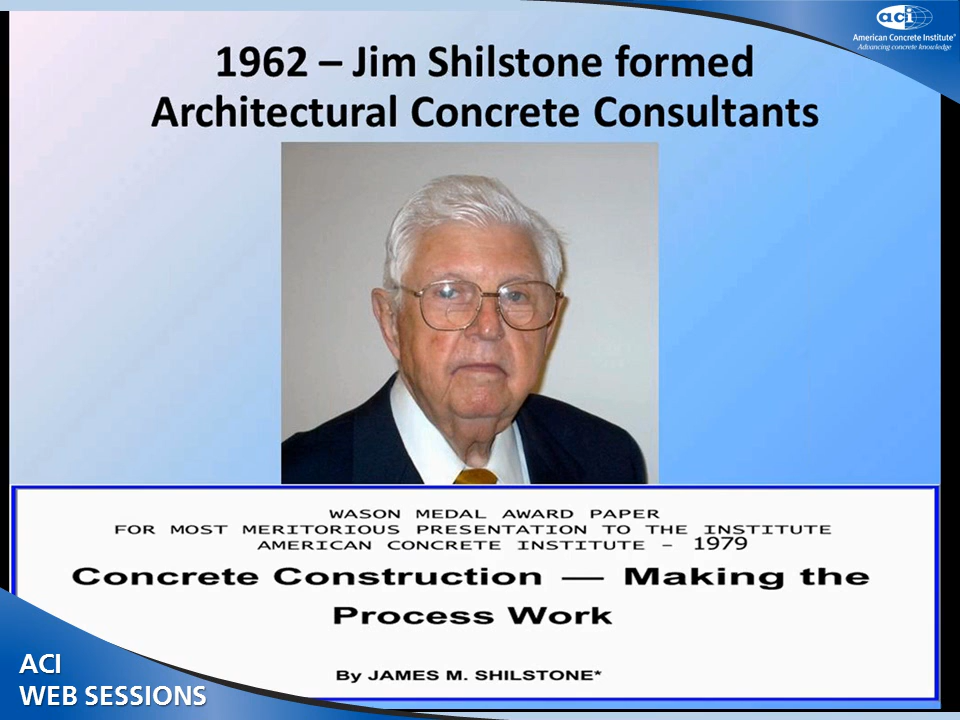 aci
American Concrete Institute®
Advancing concrete knowledge
1962 – Jim Shilstone formed
Architectural Concrete Consultants
WASON MEDAL AWARD PAPER
FOR MOST MERITORIOUS PRESENTATION TO THE INSTITUTE
AMERICAN CONCRETE INSTITUTE – 1979
Concrete Construction — Making the
Process Work
By JAMES M. SHILSTONE*
ACI
WEB SESSIONS